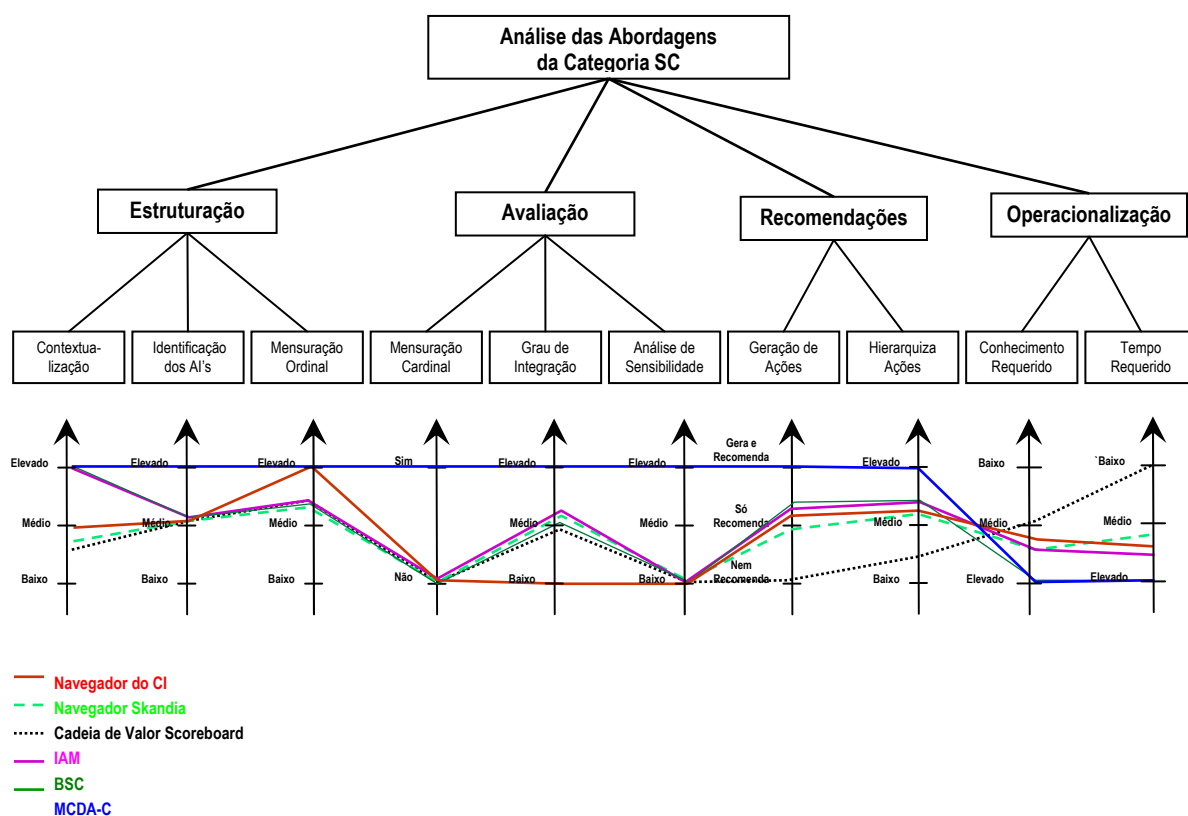 Análise das Abordagens
da Categoria SC
Estruturação
Avaliação
Recomendações
Operacionalização
Contextua-
lização
Identificação
dos AI's
Mensuração
Ordinal
Mensuração
Cardinal
Grau de
Integração
Análise de
Sensibilidade
Geração de
Ações
Hierarquiza
Ações
Conhecimento
Requerido
Tempo
Requerido
Elevado
Médio
Baixo
Elevado
Médio
Baixo
Elevado
Médio
Baixo
Sim
Não
Elevado
Médio
Baixo
Elevado
Médio
Baixo
Gera e
Recomenda
Só
Recomenda
Nem
Recomenda
Elevado
Médio
Baixo
Baixo
Médio
Elevado
`Baixo
Médio
Elevado
Navegador do CI
Navegador Skandia
Cadeia de Valor Scoreboard
IAM
BSC
MCDA-C